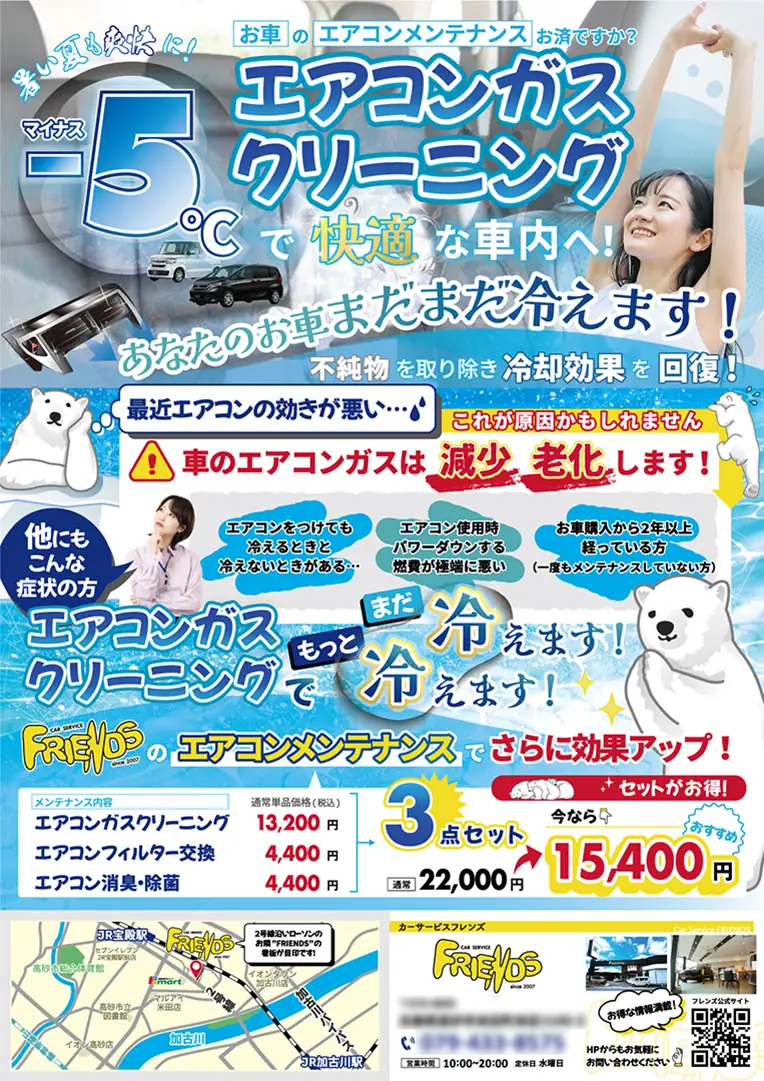 暑い夏も爽快に!
お車 の エアコンメンテナンス お済ですか?
マイナス
-5℃
エアコンガス
クリーニング
で 快適 な車内へ!
あなたのお車まだまだ冷えます!
不純物 を取り除き 冷却効果 を 回復!
最近エアコンの効きが悪い…
これが原因かもしれません
車のエアコンガスは 減少 老化 します!
他にも
こんな
症状の方
エアコンをつけても
冷えるときと
冷えないときがある…
エアコン使用時
パワーダウンする
燃費が極端に悪い
お車購入から2年以上
経っている方
(一度もメンテナンスしていない方)
エアコンガス
クリーニングで
まだ 冷えます!
もっと 冷えます!
CAR SERVICE
FRIENDS
since 2007
の エアコンメンテナンス で さらに効果アップ!
セットがお得!
メンテナンス内容 通常単品価格(税込)
エアコンガスクリーニング 13,200 円
エアコンフィルター交換 4,400 円
エアコン消臭・除菌 4,400 円
3点セット
通常 22,000円
今なら
おすすめ
15,400円
JR宝殿駅
セブンイレブン
JR宝殿駅前店
CAR SERVICE
FRIENDS
since 2007
2号線沿いローソンの
お隣"FRIENDS"の
看板が目印です!
高砂市総合体育館
mart
マルアイ
米田店
2号線
イオンタウン
加古川店
高砂市立
図書館
加古川
加古川バイパス
イオン高砂店
JR加古川駅
カーサービスフレンズ
Car Service FRIENDS
CAR SERVICE
FRIENDS
since 2007
営業時間 10:00~20:00 定休日 水曜日
お得な情報満載!
フレンズ公式サイト
HPからもお気軽に
お問い合わせください